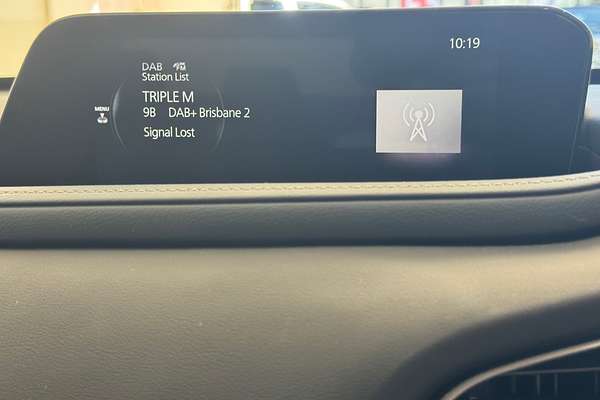 10:19
DAB
Station List
TRIPLE M
MENU
9B DAB+ Brisbane 2
Signal Lost